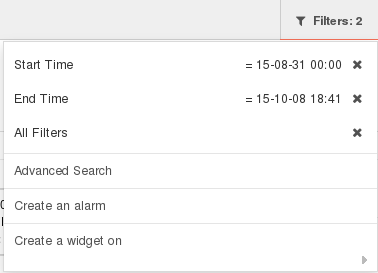 Filters: 2
Start Time = 15-08-31 00:00 ✖
End Time = 15-10-08 18:41 ✖
All Filters ✖
Advanced Search
Create an alarm
Create a widget on